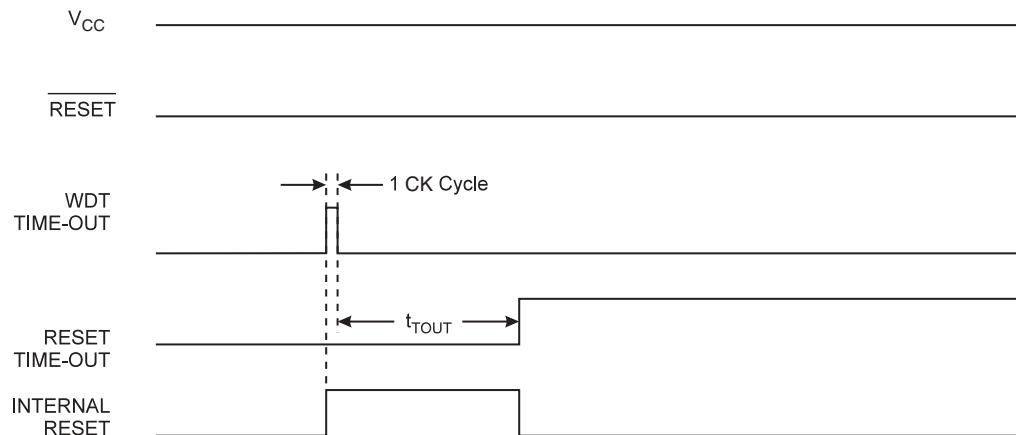 VCC
RESET
1 CK Cycle
WDT
TIME-OUT
tTOUT
RESET
TIME-OUT
INTERNAL
RESET